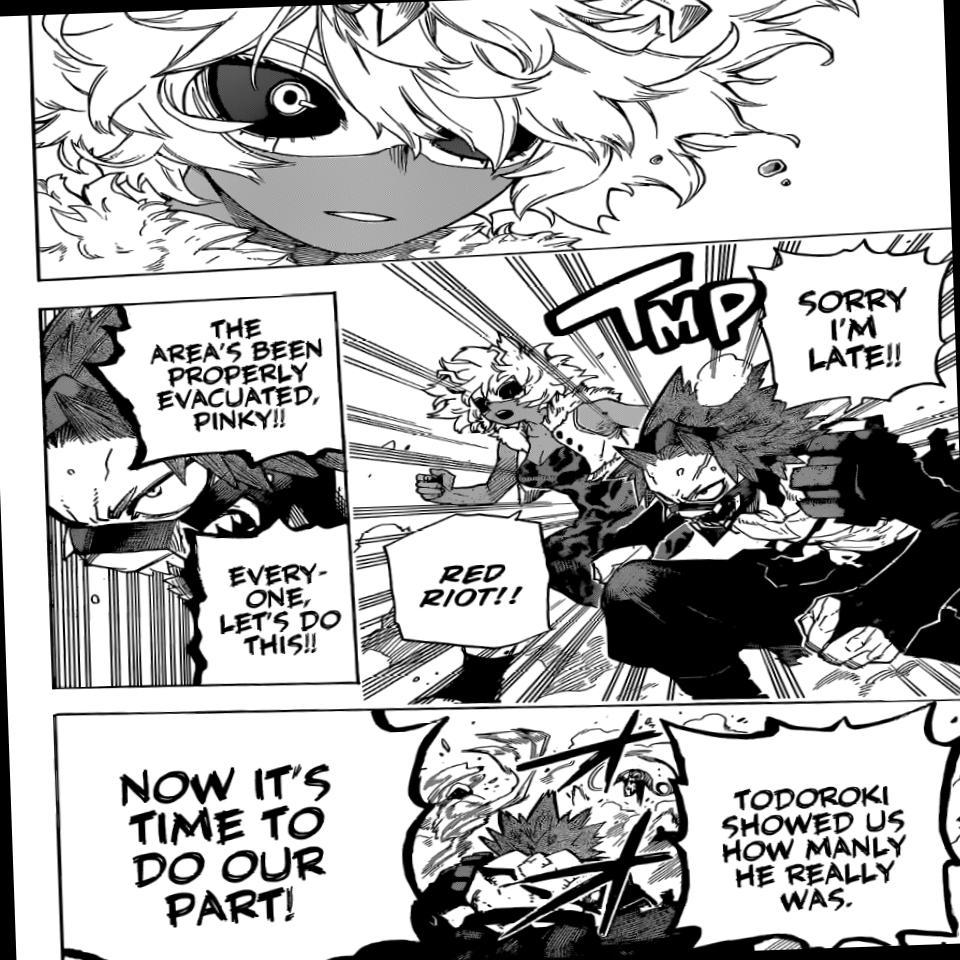 TMP
SORRY
I'M
LATE!!
RED
RIOT!!
THE
AREA'S BEEN
PROPERLY
EVACUATED,
PINKY!!
EVERY-
ONE,
LET'S DO
THIS!!
TODOROKI
SHOWED US
HOW MANLY
HE REALLY
WAS.
NOW IT'S
TIME TO
DO OUR
PART!